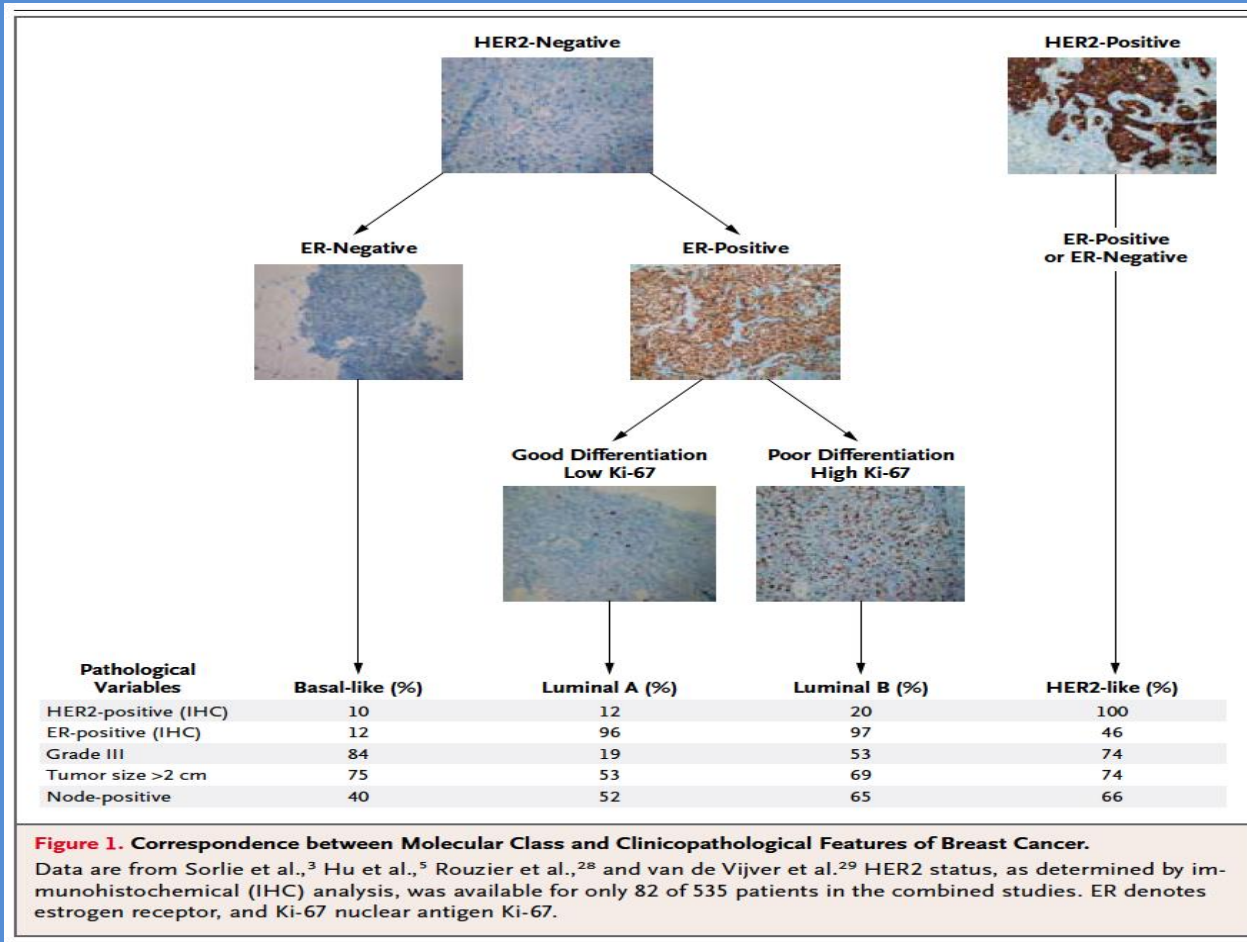 HER2-Negative
HER2-Positive
ER-Negative
ER-Positive
ER-Positive
or ER-Negative
Good Differentiation
Low Ki-67
Poor Differentiation
High Ki-67
Pathological
Variables Basal-like (%) Luminal A (%) Luminal B (%) HER2-like (%)
HER2-positive (IHC) 10 12 20 100
ER-positive (IHC) 12 96 97 46
Grade III 84 19 53 74
Tumor size >2 cm 75 53 69 74
Node-positive 40 52 65 66
Figure 1. Correspondence between Molecular Class and Clinicopathological Features of Breast Cancer.
Data are from Sorlie et al.,³ Hu et al.,⁵ Rouzier et al.,²⁸ and van de Vijver et al.²⁹ HER2 status, as determined by im-
munohistochemical (IHC) analysis, was available for only 82 of 535 patients in the combined studies. ER denotes
estrogen receptor, and Ki-67 nuclear antigen Ki-67.